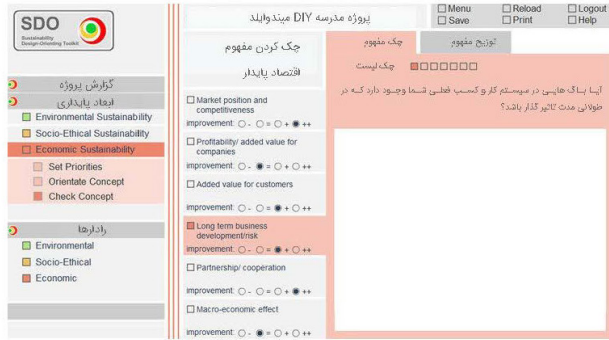 SDO
Sustainability
Design-Orienting Toolkit
پروژه مدرسه DIY میندوایلد
Menu
Reload
Logout
Save
Print
Help
گزارش پروژه
ابعاد پایداری
Environmental Sustainability
Socio-Ethical Sustainability
Economic Sustainability
Set Priorities
Orientate Concept
Check Concept
رادارها
Environmental
Socio-Ethical
Economic
چک کردن مفهوم
اقتصاد پایدار
Market position and
competitiveness
improvement: - = + ++
Profitability/ added value for
companies
improvement: - = + ++
Added value for customers
improvement: - = + ++
Long term business
development/risk
improvement: - = + ++
Partnership/ cooperation
improvement: - = + ++
Macro-economic effect
improvement: - = + ++
چک مفهوم
توزیح مفهوم
چک لیست
آیا باگ هایی در سیستم کار و کسب فعلی شما وجود دارد که در
طولانی مدت تاثیر گذار باشد؟